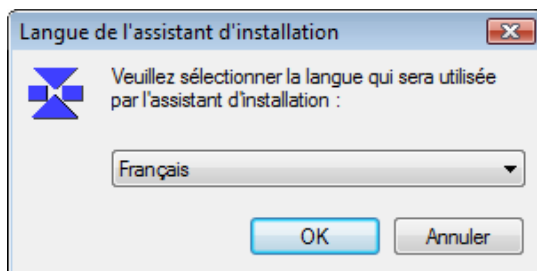 Langue de l'assistant d'installation
Veuillez sélectionner la langue qui sera utilisée
par l'assistant d'installation :
Français
OK
Annuler